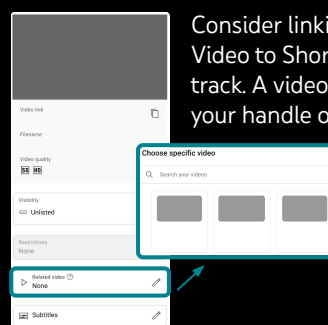 Consider linki
Video to Shor
track. A video
your handle o
Video link
Filename
Video quality
SD HD
Visibility
Unlisted
Restrictions
None
Related video
None
Subtitles
Choose specific video
Search your videos